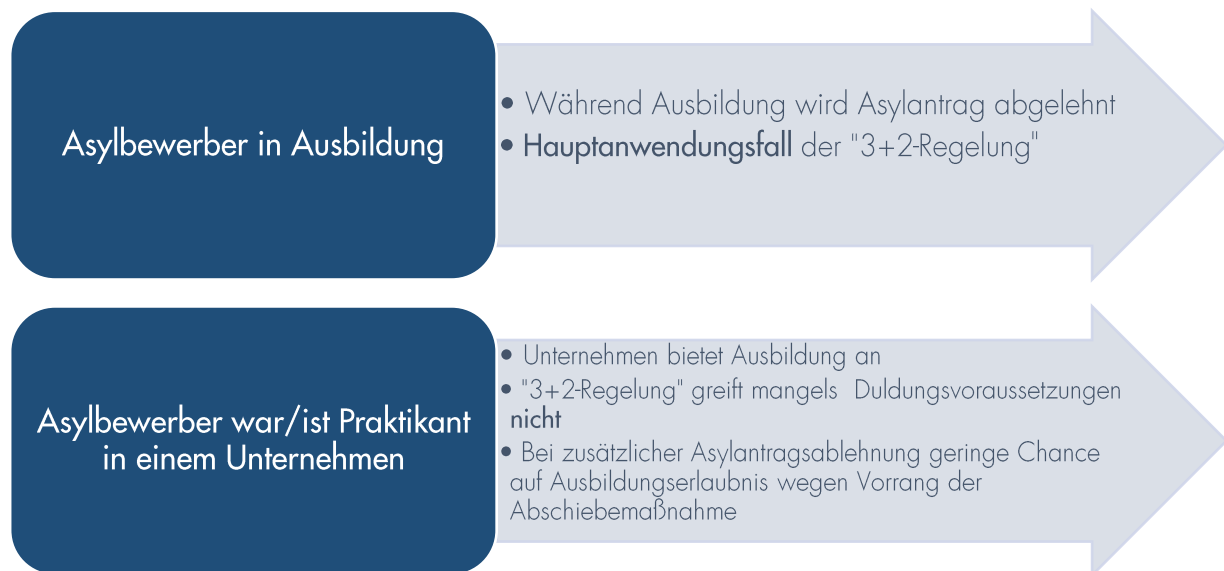 Asylbewerber in Ausbildung
• Während Ausbildung wird Asylantrag abgelehnt
• Hauptanwendungsfall der "3+2-Regelung"
Asylbewerber war/ist Praktikant
in einem Unternehmen
• Unternehmen bietet Ausbildung an
• "3+2-Regelung" greift mangels Duldungsvoraussetzungen
nicht
• Bei zusätzlicher Asylantragsablehnung geringe Chance
auf Ausbildungserlaubnis wegen Vorrang der
Abschiebemaßnahme